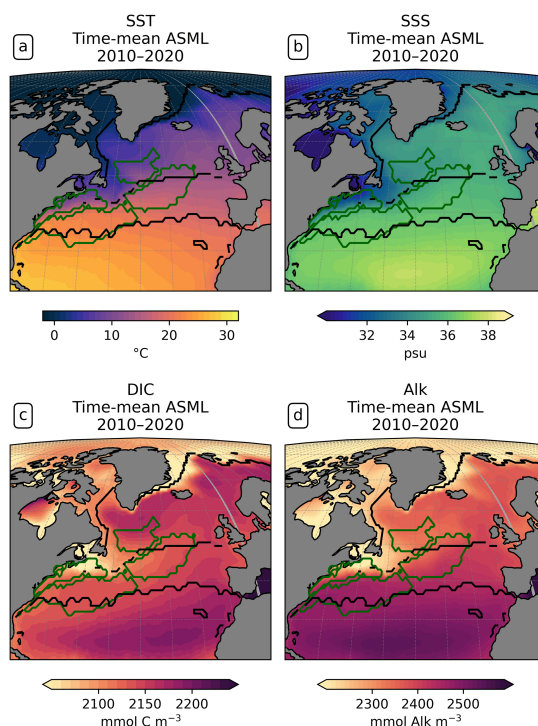 SST
Time-mean ASML
2010–2020
a
SSS
Time-mean ASML
2010–2020
b
0 10 20 30
°C
32 34 36 38
psu
DIC
Time-mean ASML
2010–2020
c
Alk
Time-mean ASML
2010–2020
d
2100 2150 2200
mmol C m⁻³
2300 2400 2500
mmol Alk m⁻³